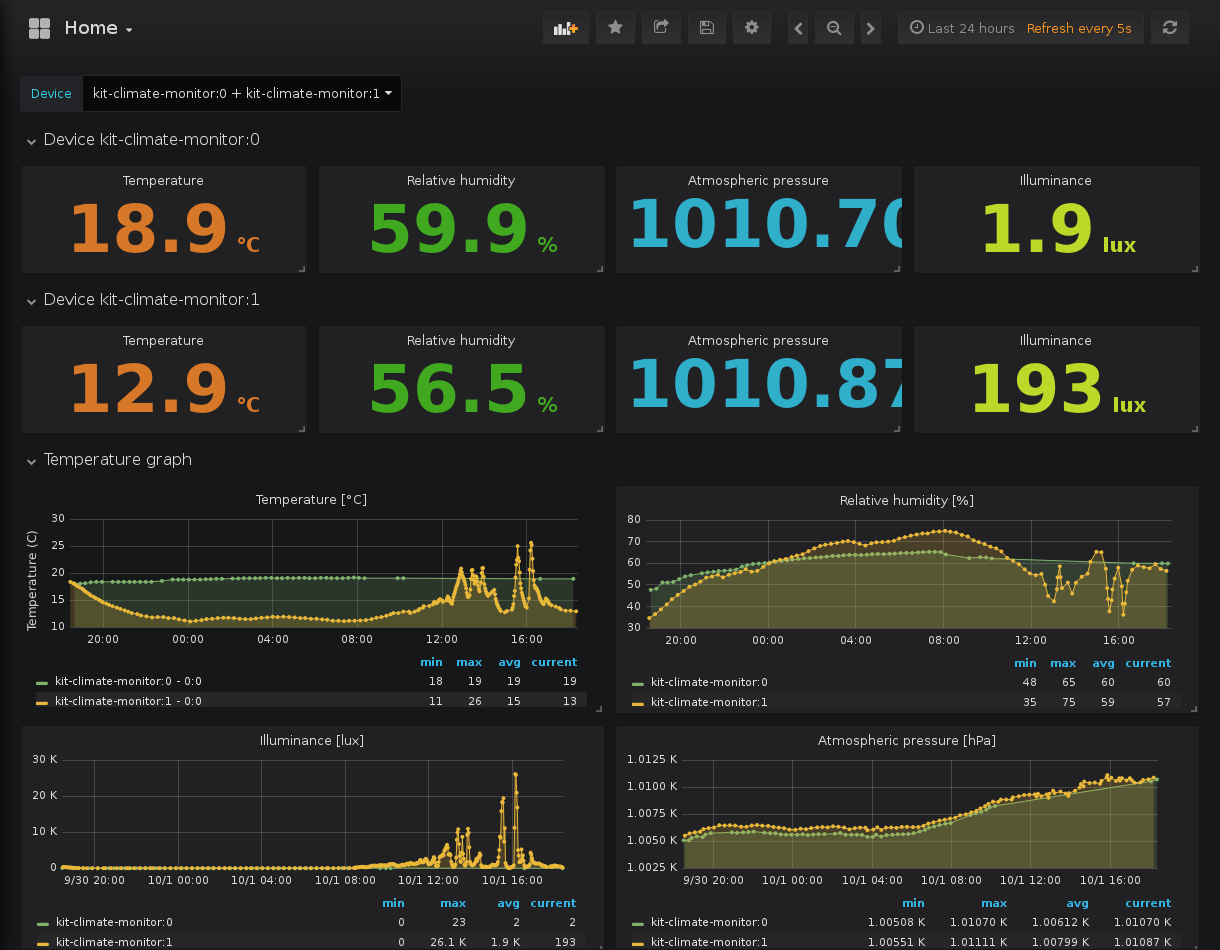 Home
Last 24 hours Refresh every 5s
Device kit-climate-monitor:0 + kit-climate-monitor:1
Device kit-climate-monitor:0
Temperature Relative humidity Atmospheric pressure Illuminance
18.9 °C 59.9 % 1010.70 1.9 lux
Device kit-climate-monitor:1
Temperature Relative humidity Atmospheric pressure Illuminance
12.9 °C 56.5 % 1010.87 193 lux
Temperature graph
Temperature [°C]
Temperature (C)
30
25
20
15
10
20:00 00:00 04:00 08:00 12:00 16:00
min max avg current
kit-climate-monitor:0 - 0:0 18 19 19 19
kit-climate-monitor:1 - 0:0 11 26 15 13
Relative humidity [%]
80
70
60
50
40
30
20:00 00:00 04:00 08:00 12:00 16:00
min max avg current
kit-climate-monitor:0 48 65 60 60
kit-climate-monitor:1 35 75 59 57
Illuminance [lux]
30 K
20 K
10 K
0
9/30 20:00 10/1 00:00 10/1 04:00 10/1 08:00 10/1 12:00 10/1 16:00
min max avg current
kit-climate-monitor:0 0 23 2 2
kit-climate-monitor:1 0 26.1 K 1.9 K 193
Atmospheric pressure [hPa]
1.0125 K
1.0100 K
1.0075 K
1.0050 K
1.0025 K
9/30 20:00 10/1 00:00 10/1 04:00 10/1 08:00 10/1 12:00 10/1 16:00
min max avg current
kit-climate-monitor:0 1.00508 K 1.01070 K 1.00612 K 1.01070 K
kit-climate-monitor:1 1.00551 K 1.01111 K 1.00799 K 1.01087 K